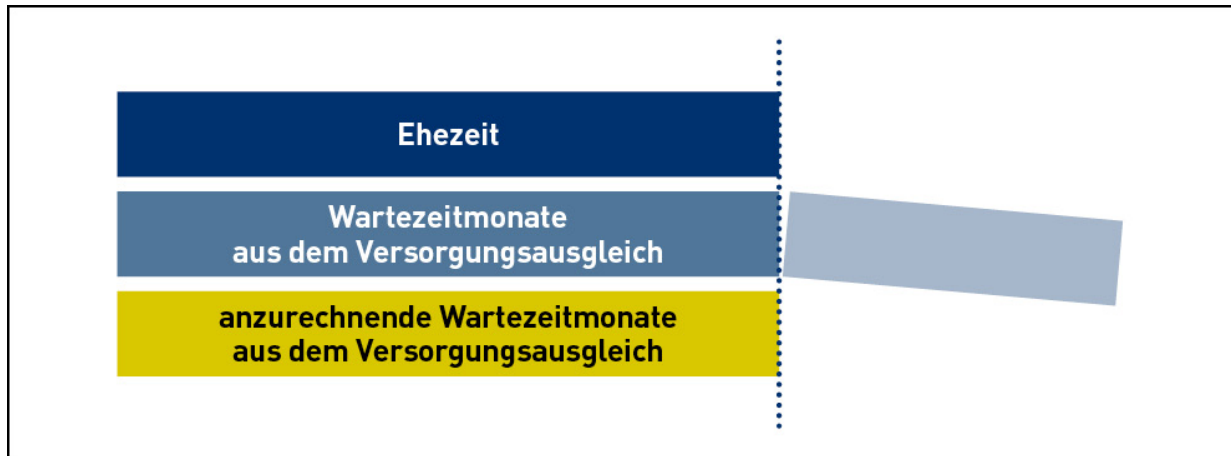 Ehezeit
Wartezeitmonate
aus dem Versorgungsausgleich
anzurechnende Wartezeitmonate
aus dem Versorgungsausgleich